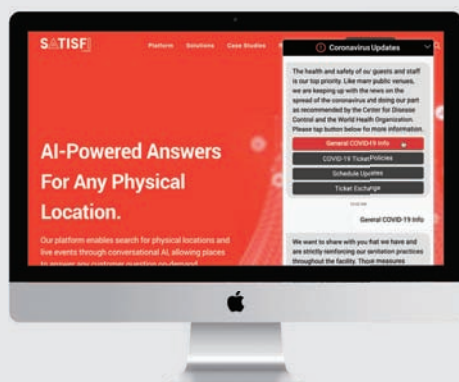 SATISFI
Platform Solutions Case Studies
Coronavirus Updates
The health and safety of our guests and staff
is our top priority. Like many public venues,
we are keeping up with the news on the
spread of the coronavirus and doing our part
as recommended by the Center for Disease
Control and the World Health Organization.
Please tap button below for more information.
General COVID-19 Info
COVID-19 Ticket Policies
Schedule Updates
Ticket Exchange
General COVID-19 Info
We want to share with you that we have and
are strictly reinforcing our sanitation practices
throughout the facility. Those measures
AI-Powered Answers
For Any Physical
Location.
Our platform enables search for physical locations and
live events through conversational AI, allowing places
to answer any customer question on-demand